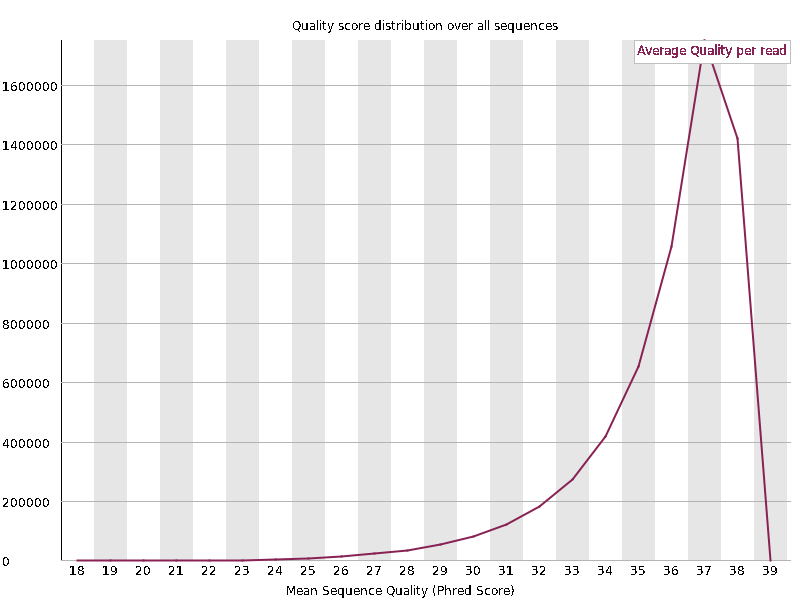 Quality score distribution over all sequences
Average Quality per read
1600000
1400000
1200000
1000000
800000
600000
400000
200000
0
18 19 20 21 22 23 24 25 26 27 28 29 30 31 32 33 34 35 36 37 38 39
Mean Sequence Quality (Phred Score)